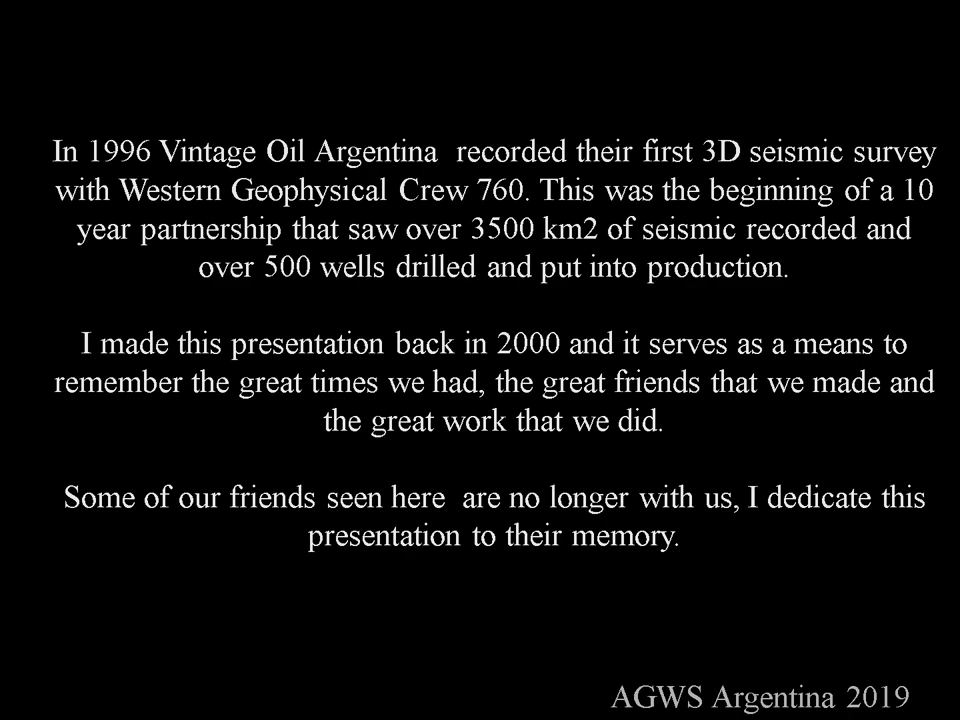 In 1996 Vintage Oil Argentina  recorded their first 3D seismic survey
with Western Geophysical Crew 760. This was the beginning of a 10
year partnership that saw over 3500 km2 of seismic recorded and
over 500 wells drilled and put into production.
I made this presentation back in 2000 and it serves as a means to
remember the great times we had, the great friends that we made and
the great work that we did.
Some of our friends seen here  are no longer with us, I dedicate this
presentation to their memory.
AGWS Argentina 2019